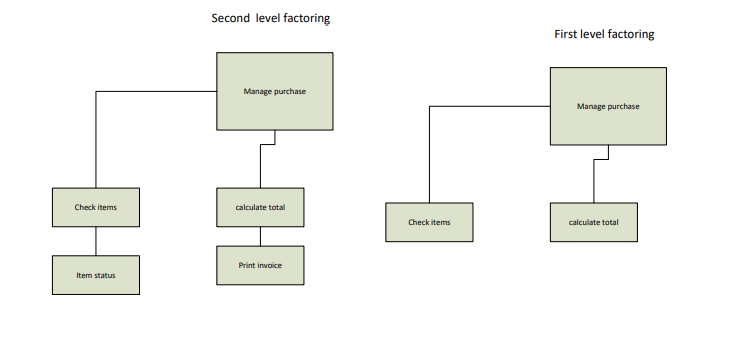 Second level factoring
Manage purchase
Check items
calculate total
Item status
Print invoice
First level factoring
Manage purchase
Check items
calculate total